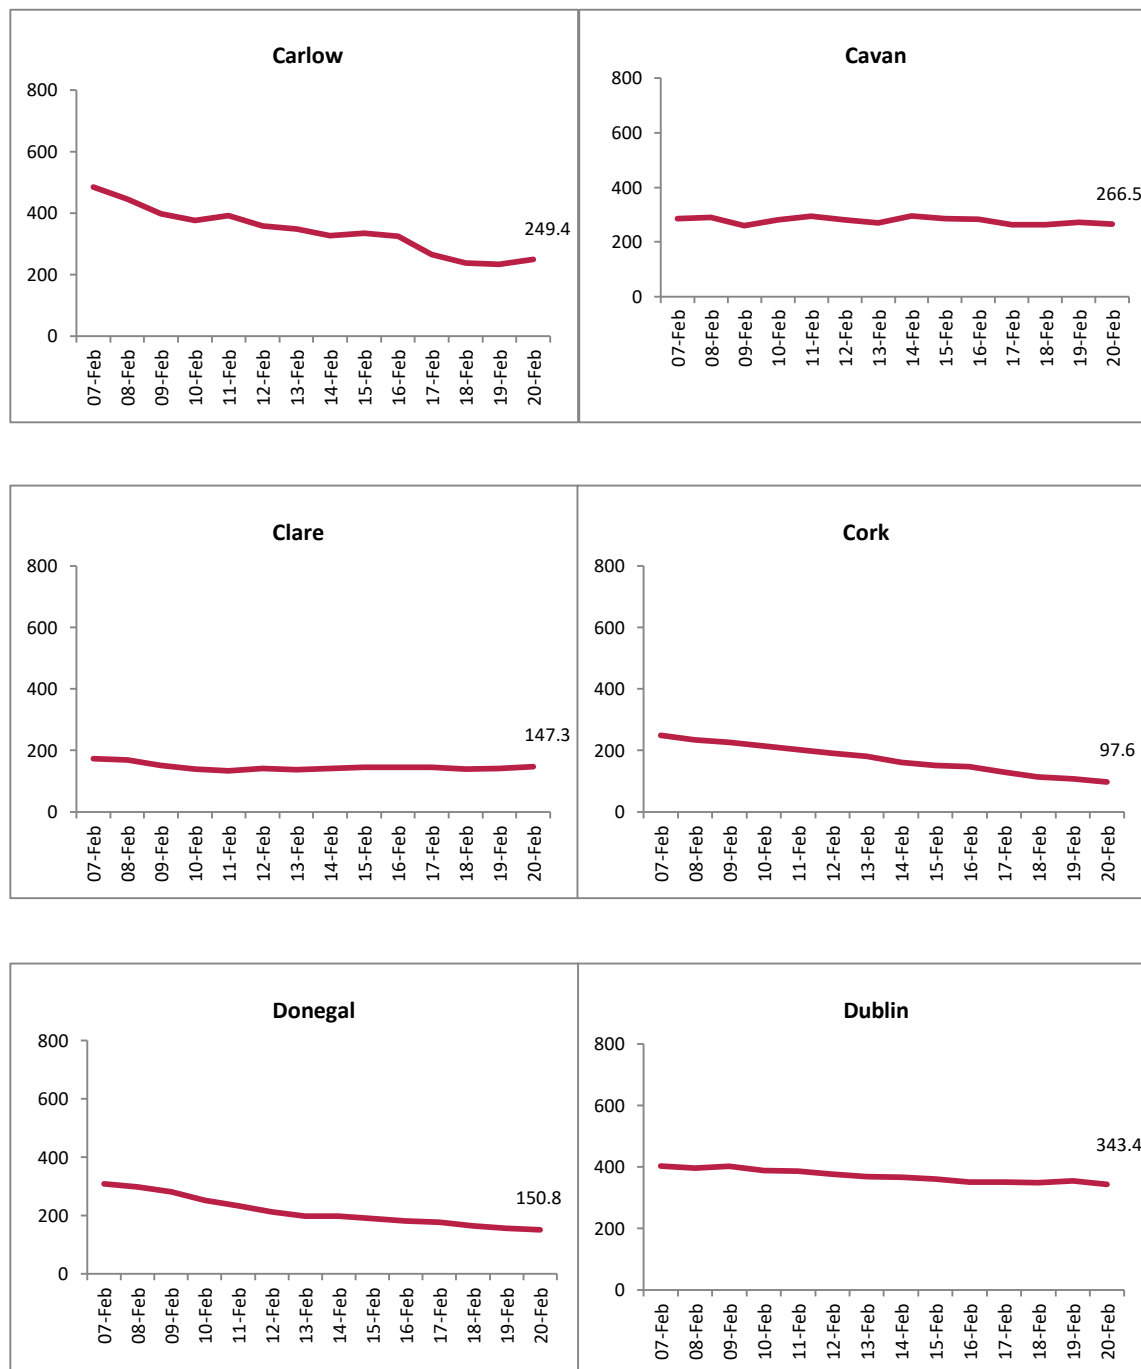 Carlow
800
600
400
200
0
249.4
07-Feb
08-Feb
09-Feb
10-Feb
11-Feb
12-Feb
13-Feb
14-Feb
15-Feb
16-Feb
17-Feb
18-Feb
19-Feb
20-Feb
Cavan
800
600
400
200
0
266.5
07-Feb
08-Feb
09-Feb
10-Feb
11-Feb
12-Feb
13-Feb
14-Feb
15-Feb
16-Feb
17-Feb
18-Feb
19-Feb
20-Feb
Clare
800
600
400
200
0
147.3
07-Feb
08-Feb
09-Feb
10-Feb
11-Feb
12-Feb
13-Feb
14-Feb
15-Feb
16-Feb
17-Feb
18-Feb
19-Feb
20-Feb
Cork
800
600
400
200
0
97.6
07-Feb
08-Feb
09-Feb
10-Feb
11-Feb
12-Feb
13-Feb
14-Feb
15-Feb
16-Feb
17-Feb
18-Feb
19-Feb
20-Feb
Donegal
800
600
400
200
0
150.8
07-Feb
08-Feb
09-Feb
10-Feb
11-Feb
12-Feb
13-Feb
14-Feb
15-Feb
16-Feb
17-Feb
18-Feb
19-Feb
20-Feb
Dublin
800
600
400
200
0
343.4
07-Feb
08-Feb
09-Feb
10-Feb
11-Feb
12-Feb
13-Feb
14-Feb
15-Feb
16-Feb
17-Feb
18-Feb
19-Feb
20-Feb